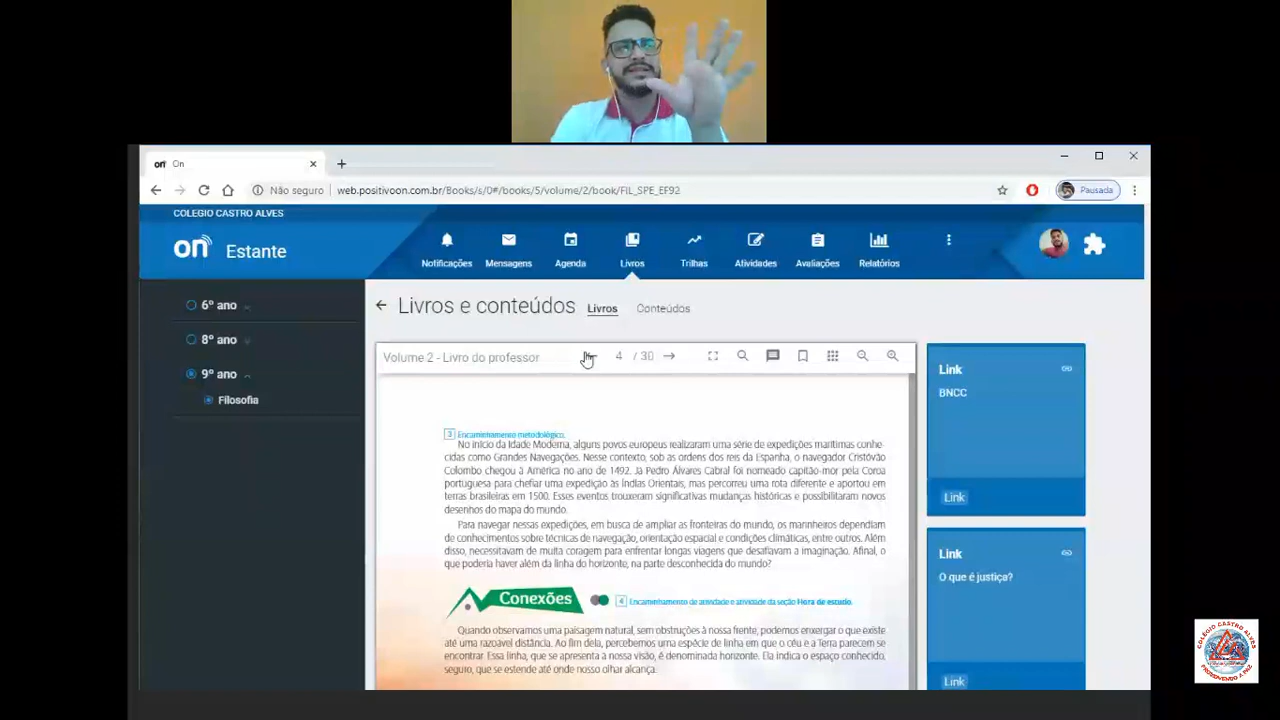 on On
Não seguro web.positivoon.com.br/Books/s/0#/books/5/volume/2/book/FIL_SPE_EF92 Pausada
COLEGIO CASTRO ALVES
on Estante
Notificações Mensagens Agenda Livros Trilhas Atividades Avaliações Relatórios
6º ano
8º ano
9º ano
Filosofia
Livros e conteúdos Livros Conteúdos
Volume 2 - Livro do professor 4 / 30
3 Encaminhamento metodológico.
No início da Idade Moderna, alguns povos europeus realizaram uma série de expedições marítimas conhe-
cidas como Grandes Navegações. Nesse contexto, sob as ordens dos reis da Espanha, o navegador Cristóvão
Colombo chegou à América no ano de 1492. Já Pedro Álvares Cabral foi nomeado capitão-mor pela Coroa
portuguesa para chefiar uma expedição às Índias Orientais, mas percorreu uma rota diferente e aportou em
terras brasileiras em 1500. Esses eventos trouxeram significativas mudanças históricas e possibilitaram novos
desenhos do mapa do mundo.
Para navegar nessas expedições, em busca de ampliar as fronteiras do mundo, os marinheiros dependiam
de conhecimentos sobre técnicas de navegação, orientação espacial e condições climáticas, entre outros. Além
disso, necessitavam de muita coragem para enfrentar longas viagens que desafiavam a imaginação. Afinal, o
que poderia haver além da linha do horizonte, na parte desconhecida do mundo?
Conexões 4 Encaminhamento de atividade e atividade da seção Hora de estudo.
Quando observamos uma paisagem natural, sem obstruções à nossa frente, podemos enxergar o que existe
até uma razoável distância. Ao fim dela, percebemos uma espécie de linha em que o céu e a Terra parecem se
encontrar. Essa linha, que se apresenta à nossa visão, é denominada horizonte. Ela indica o espaço conhecido,
seguro, que se estende até onde nosso olhar alcança.
Link
BNCC
Link
Link
O que é justiça?
Link
COLÉGIO CASTRO ALVES
PROMOVENDO A PAZ